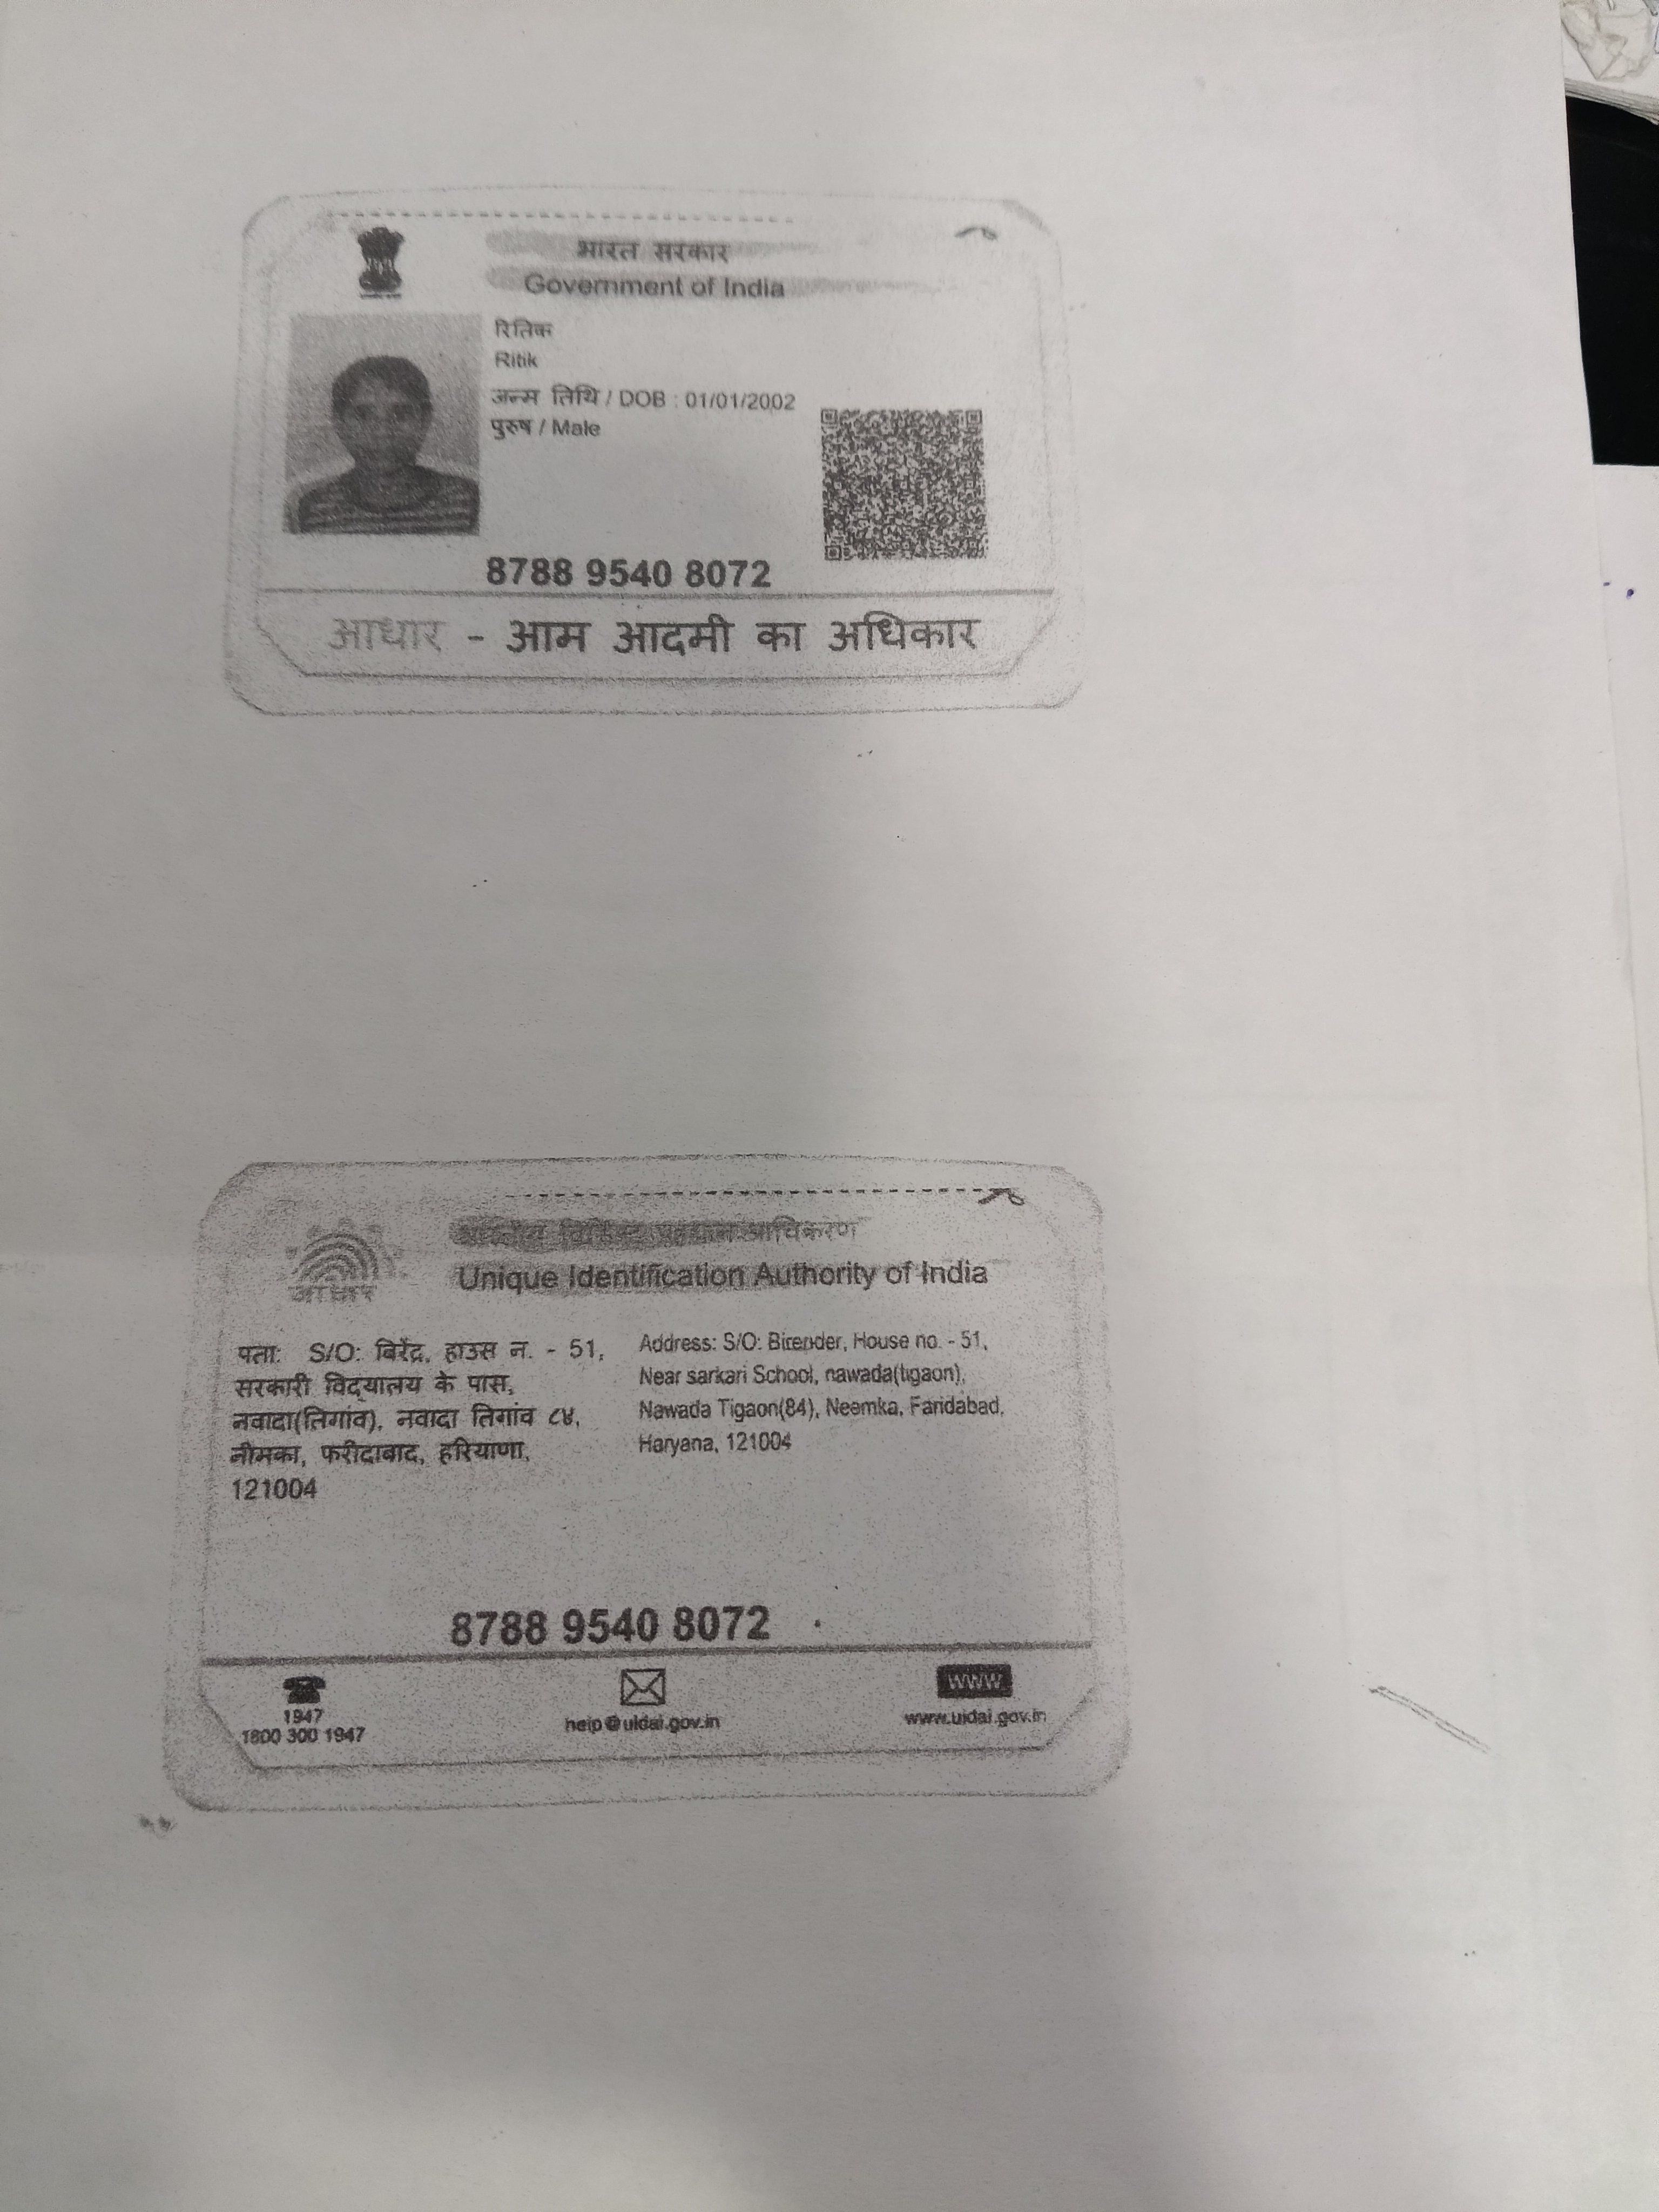 भारत सरकार
Government of India
रितिक
Ritik
जन्म तिथि / DOB : 01/01/2002
पुरुष / Male
8788 9540 8072
आधार - आम आदमी का अधिकार
भारतीय विशिष्ट पहचान प्राधिकरण
Unique Identification Authority of India
आधार
पता: S/O: बिरेंद्र, हाउस न. - 51,
सरकारी विद्यालय के पास,
नवादा(तिगांव), नवादा तिगांव ८४,
नीमका, फरीदाबाद, हरियाणा,
121004
Address: S/O: Birender, House no. - 51,
Near sarkari School, nawada(tigaon),
Nawada Tigaon(84), Neemka, Faridabad,
Haryana, 121004
8788 9540 8072
1947
1800 300 1947
help@uidai.gov.in
www
www.uidai.gov.in